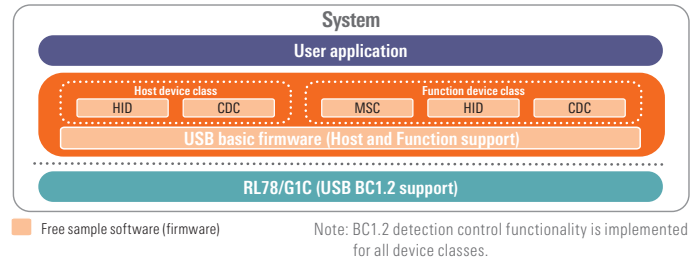 System
User application
Host device class
Function device class
HID
CDC
MSC
HID
CDC
USB basic firmware (Host and Function support)
RL78/G1C (USB BC1.2 support)
Free sample software (firmware)
Note: BC1.2 detection control functionality is implemented
for all device classes.